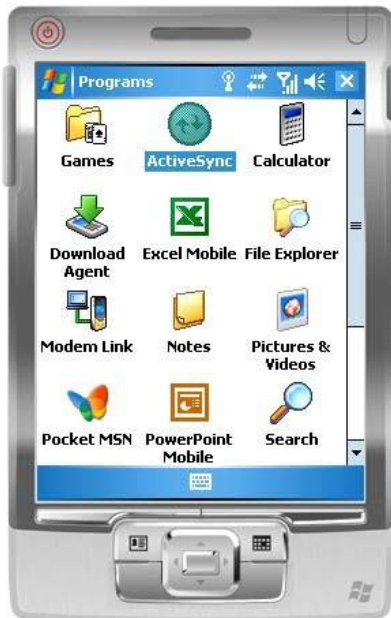 Programs
Games ActiveSync Calculator
Download Agent Excel Mobile File Explorer
Modem Link Notes Pictures & Videos
Pocket MSN PowerPoint Mobile Search